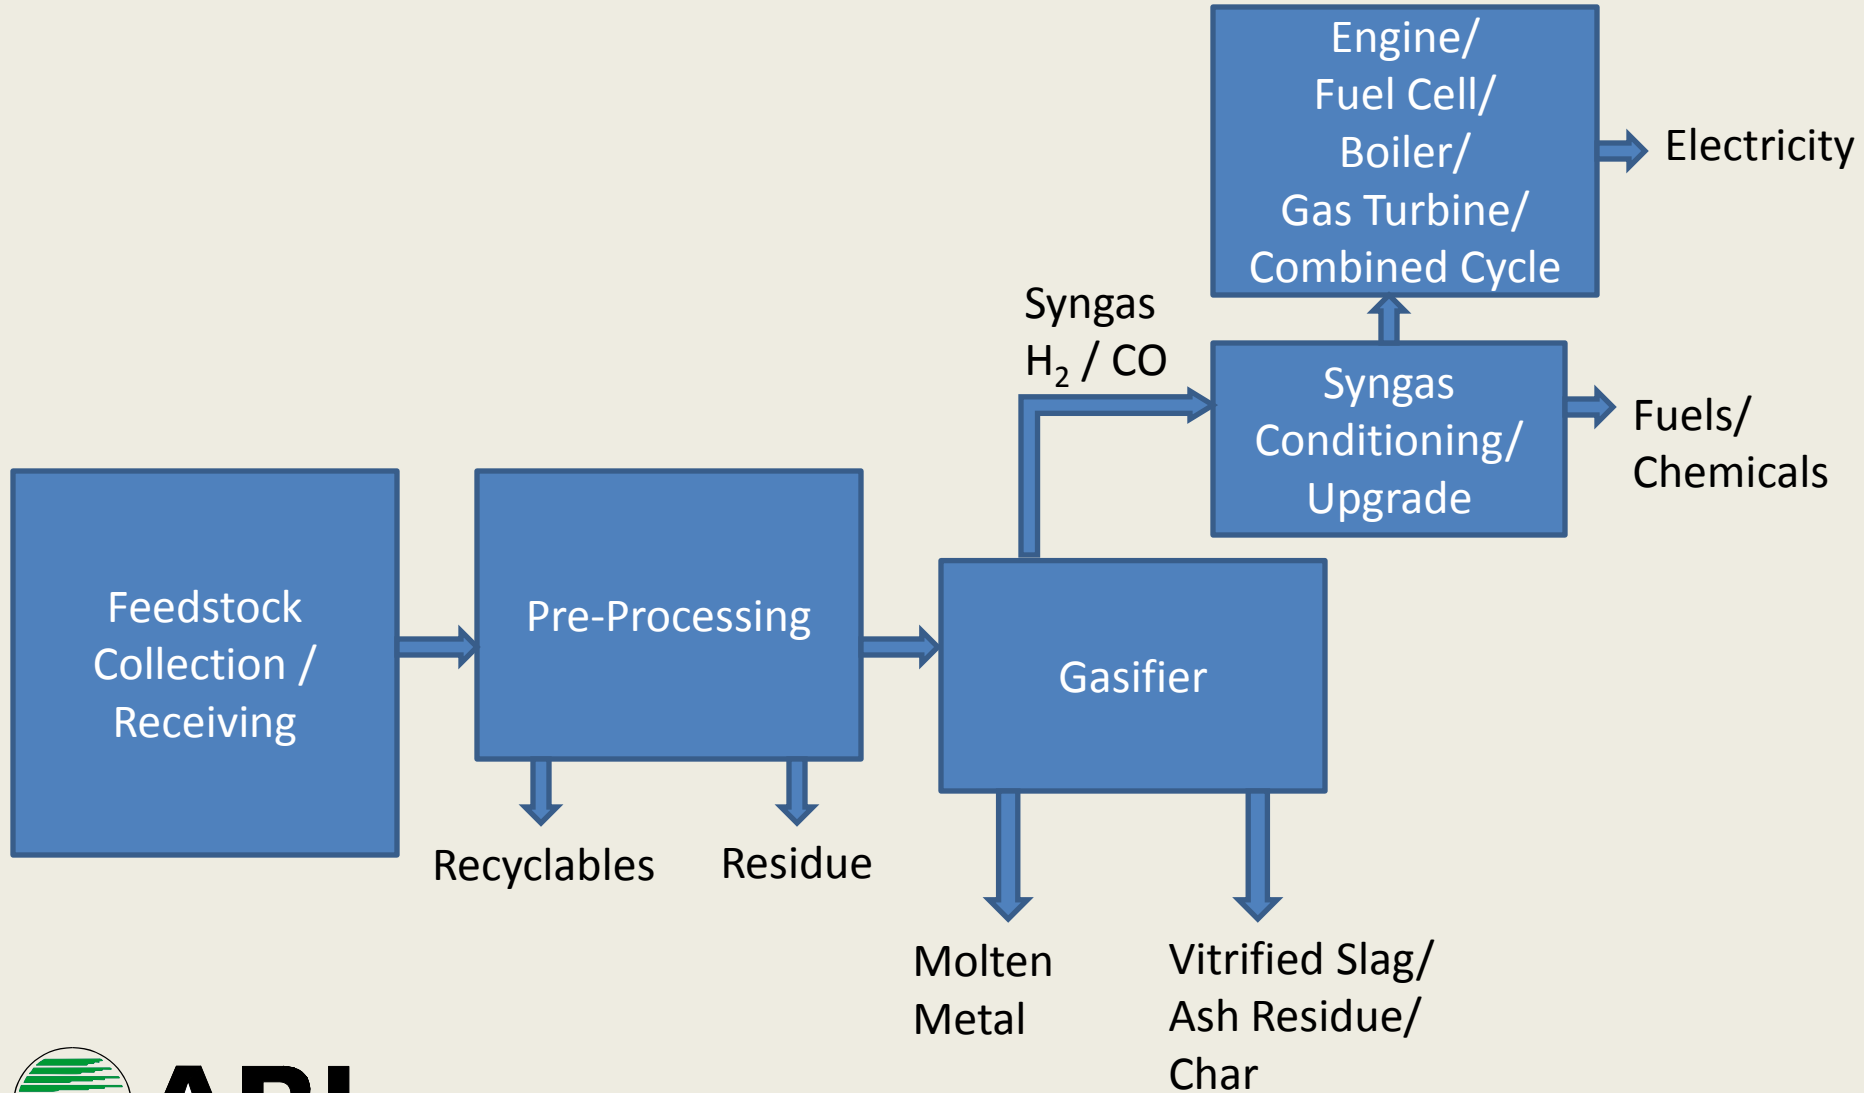 Engine/
Fuel Cell/
Boiler/
Gas Turbine/
Combined Cycle
Electricity
Syngas
H₂ / CO
Syngas
Conditioning/
Upgrade
Fuels/
Chemicals
Feedstock
Collection /
Receiving
Pre-Processing
Gasifier
Recyclables
Residue
Molten
Metal
Vitrified Slag/
Ash Residue/
Char